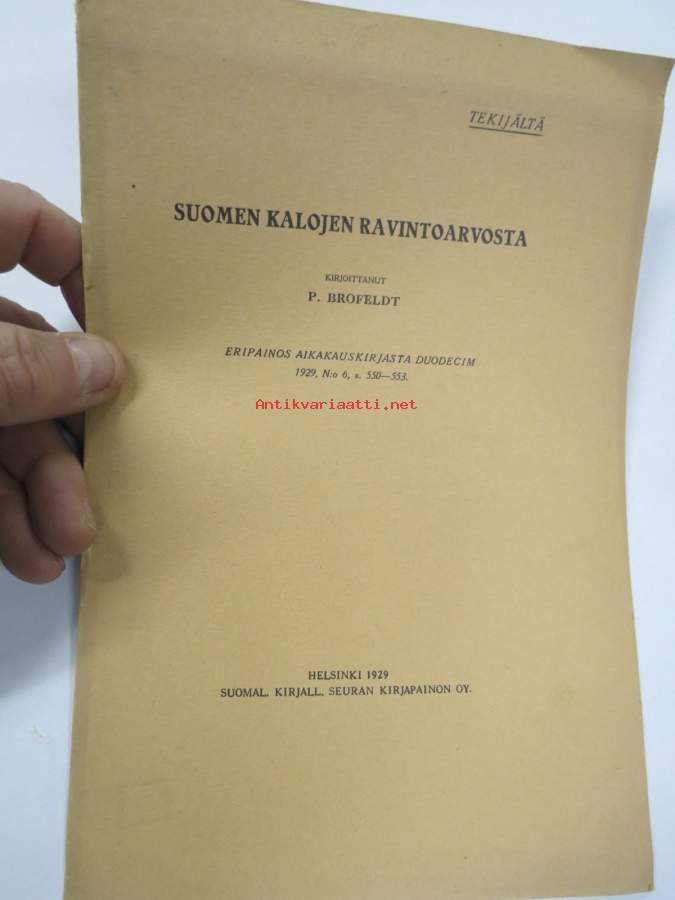 TEKIJÄLTÄ
SUOMEN KALOJEN RAVINTOARVOSTA
KIRJOITTANUT
P. BROFELDT
ERIPAINOS AIKAKAUSKIRJASTA DUODECIM
1929, N:o 6, s. 550—553.
Antikvariaatti.net
HELSINKI 1929
SUOMAL. KIRJALL. SEURAN KIRJAPAINON OY.